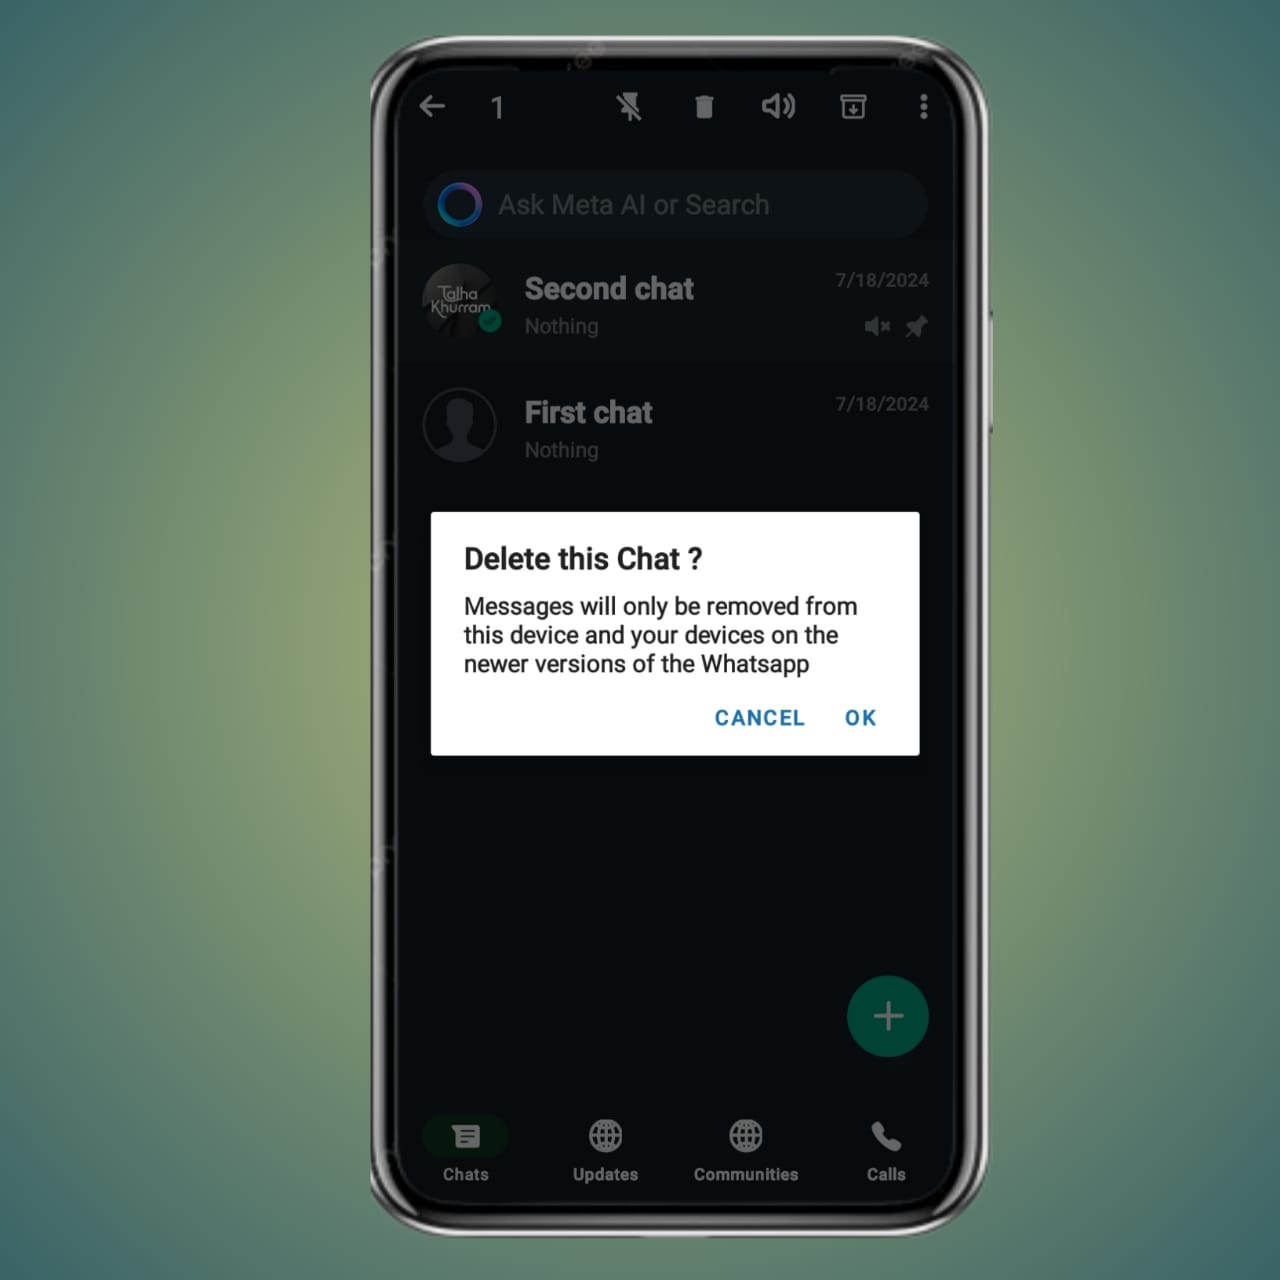 1
Ask Meta AI or Search
Second chat
7/18/2024
Nothing
Talha
Khurram
First chat
7/18/2024
Nothing
Delete this Chat ?
Messages will only be removed from
this device and your devices on the
newer versions of the Whatsapp
CANCEL OK
Chats Updates Communities Calls